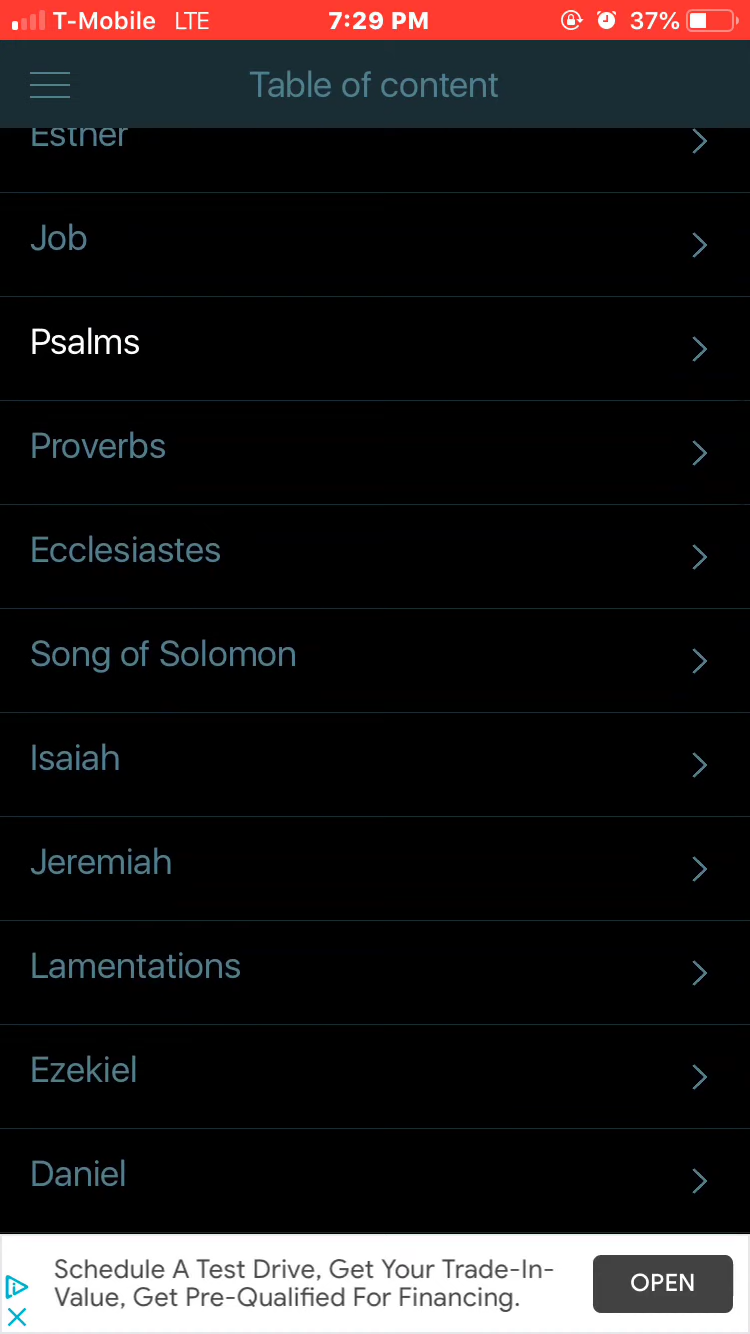 T-Mobile LTE 7:29 PM 37%
Table of content
Esther
Job
Psalms
Proverbs
Ecclesiastes
Song of Solomon
Isaiah
Jeremiah
Lamentations
Ezekiel
Daniel
Schedule A Test Drive, Get Your Trade-In-
Value, Get Pre-Qualified For Financing.
OPEN